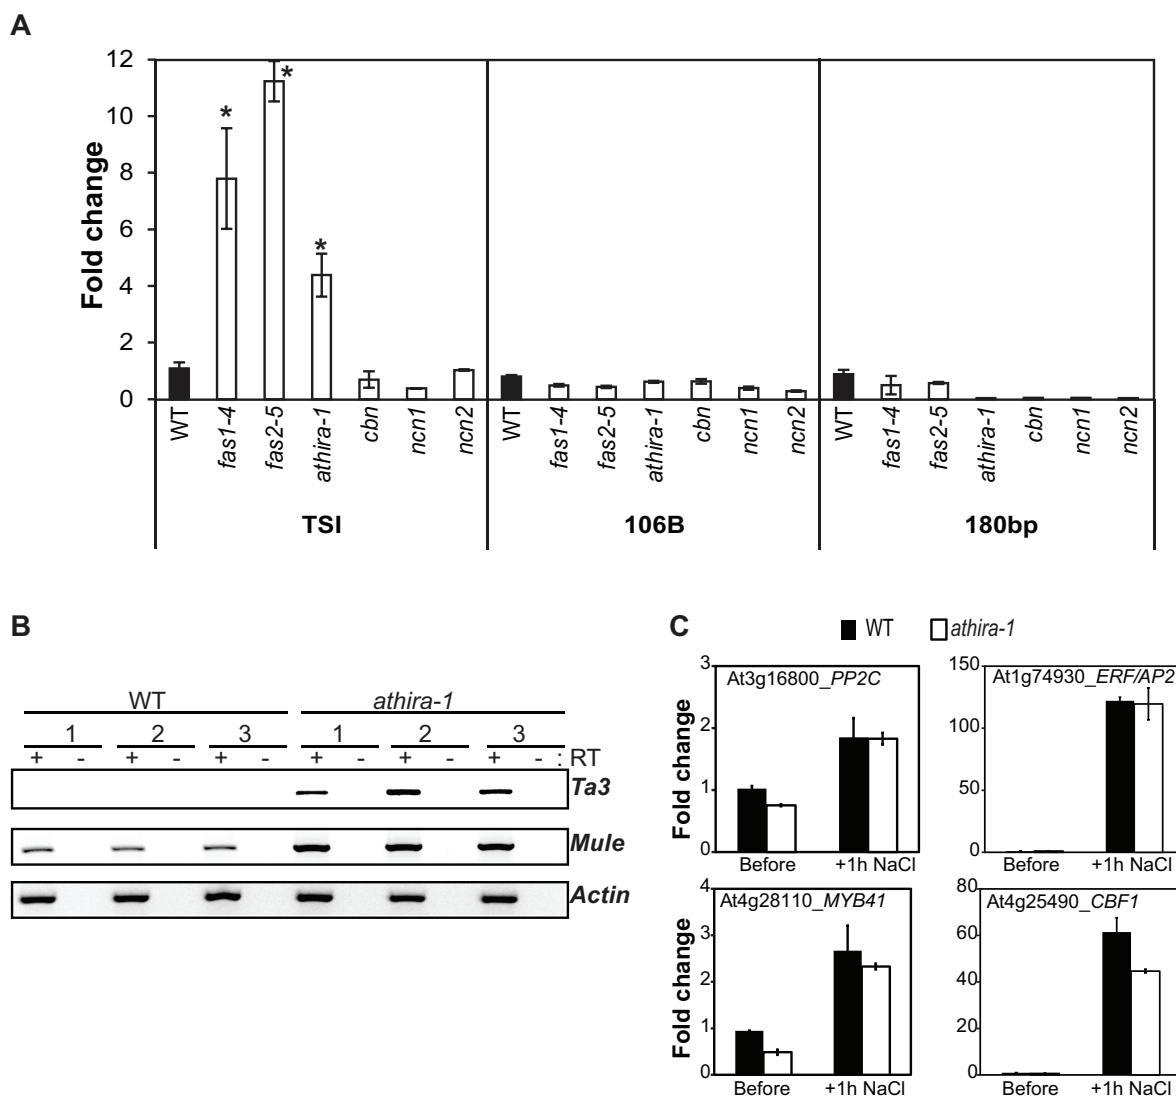 A
Fold change
12
10
8
6
4
2
0
WT
fas1-4
fas2-5
athira-1
cbn
ncn1
ncn2
WT
fas1-4
fas2-5
athira-1
cbn
ncn1
ncn2
WT
fas1-4
fas2-5
athira-1
cbn
ncn1
ncn2
* * *
TSI 106B 180bp
B
WT athira-1
1 2 3 1 2 3
+ - + - + - + - + - + - : RT
Ta3
Mule
Actin
C
WT athira-1
At3g16800_PP2C
Fold change
3
2
1
0
Before +1h NaCl
At1g74930_ERF/AP2
150
100
50
0
Before +1h NaCl
At4g28110_MYB41
Fold change
4
3
2
1
0
Before +1h NaCl
At4g25490_CBF1
80
60
40
20
0
Before +1h NaCl